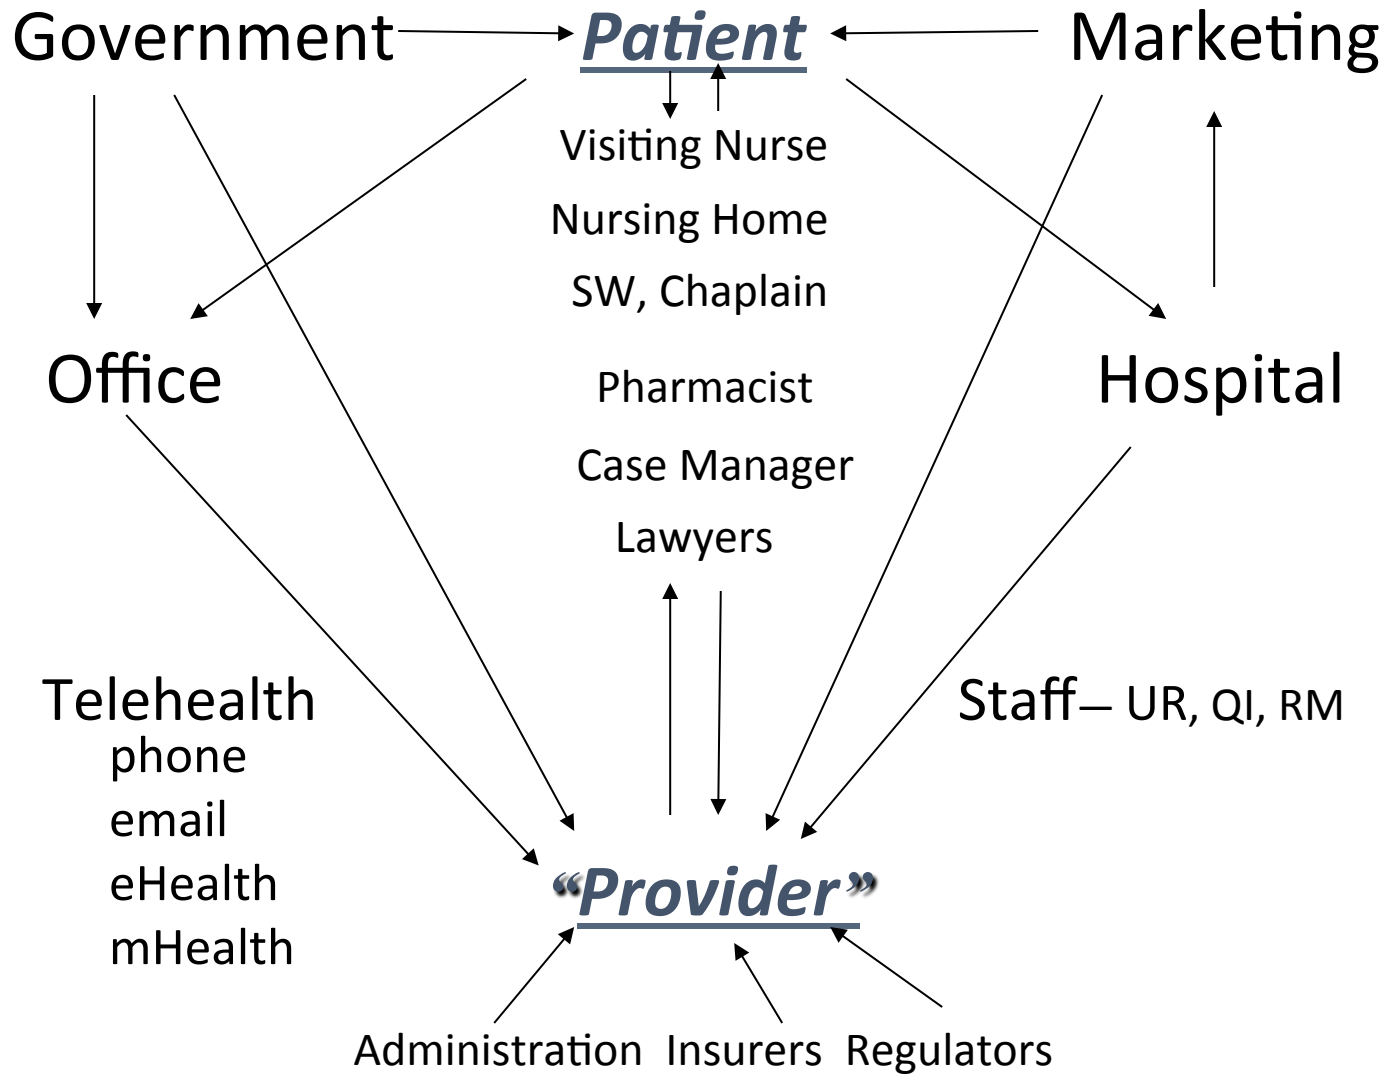 Government
Patient
Marketing
Visiting Nurse
Nursing Home
SW, Chaplain
Office
Pharmacist
Hospital
Case Manager
Lawyers
Telehealth
phone
email
eHealth
mHealth
Staff— UR, QI, RM
“Provider”
Administration Insurers Regulators